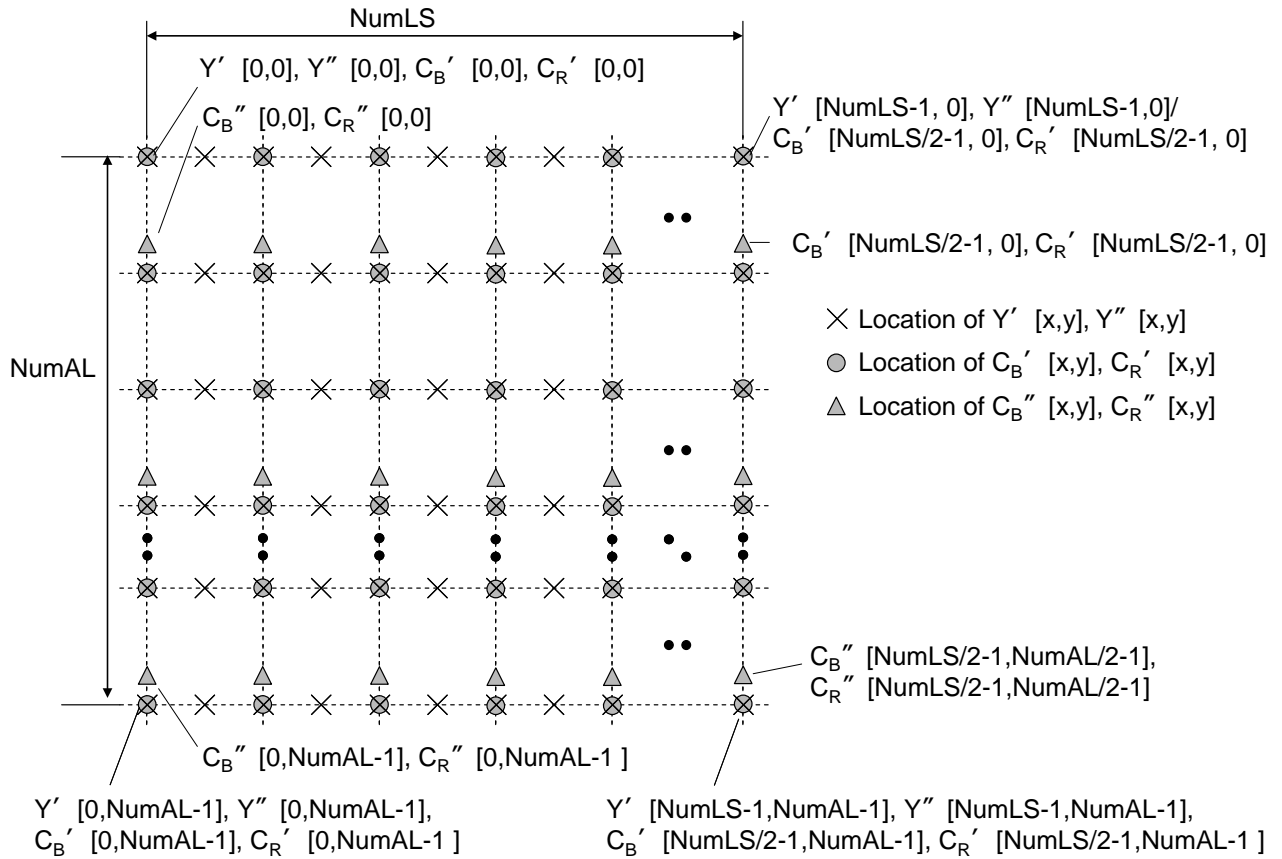 NumLS
Y′ [0,0], Y″ [0,0], C_B′ [0,0], C_R′ [0,0]
C_B″ [0,0], C_R″ [0,0]
Y′ [NumLS-1, 0], Y″ [NumLS-1,0]/
C_B′ [NumLS/2-1, 0], C_R′ [NumLS/2-1, 0]
C_B′ [NumLS/2-1, 0], C_R′ [NumLS/2-1, 0]
Location of Y′ [x,y], Y″ [x,y]
Location of C_B′ [x,y], C_R′ [x,y]
Location of C_B″ [x,y], C_R″ [x,y]
NumAL
C_B″ [NumLS/2-1,NumAL/2-1],
C_R″ [NumLS/2-1,NumAL/2-1]
C_B″ [0,NumAL-1], C_R″ [0,NumAL-1 ]
Y′ [0,NumAL-1], Y″ [0,NumAL-1],
C_B′ [0,NumAL-1], C_R′ [0,NumAL-1 ]
Y′ [NumLS-1,NumAL-1], Y″ [NumLS-1,NumAL-1],
C_B′ [NumLS/2-1,NumAL-1], C_R′ [NumLS/2-1,NumAL-1 ]